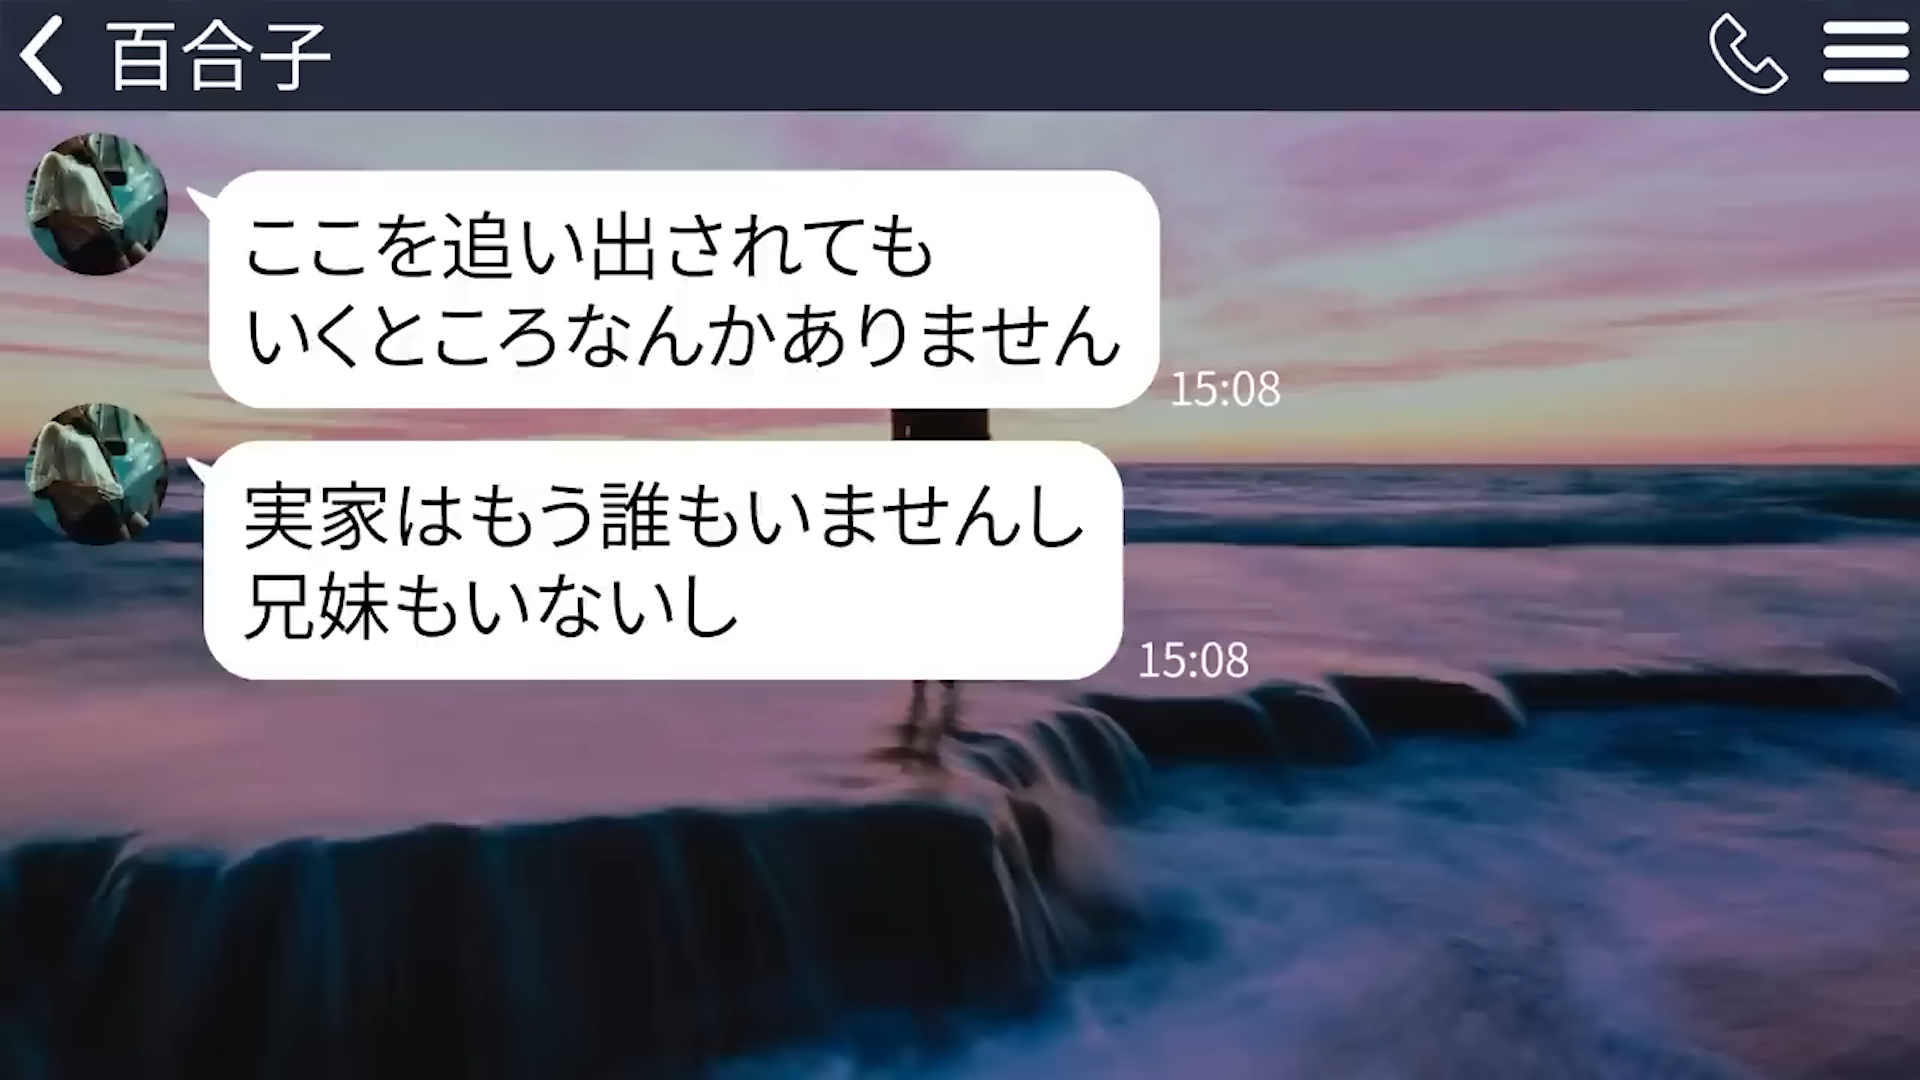 百合子
ここを追い出されても
いくところなんかありません
15:08
実家はもう誰もいませんし
兄妹もいないし
15:08